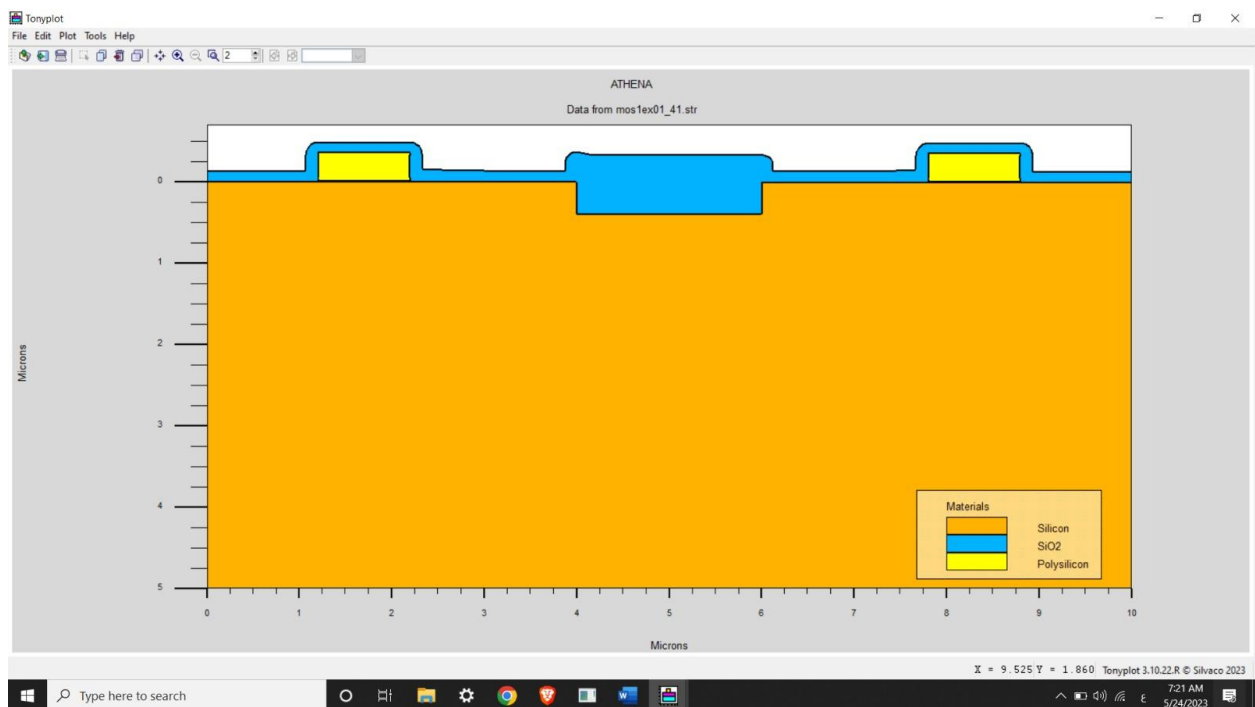 Tonyplot
File Edit Plot Tools Help
2
ATHENA
Data from mos1ex01_41.str
Microns
0
1
2
3
4
5
Materials
Silicon
SiO2
Polysilicon
0 1 2 3 4 5 6 7 8 9 10
Microns
X = 9.525 Y = 1.860 Tonyplot 3.10.22.R © Silvaco 2023
Type here to search
ع
7:21 AM
5/24/2023